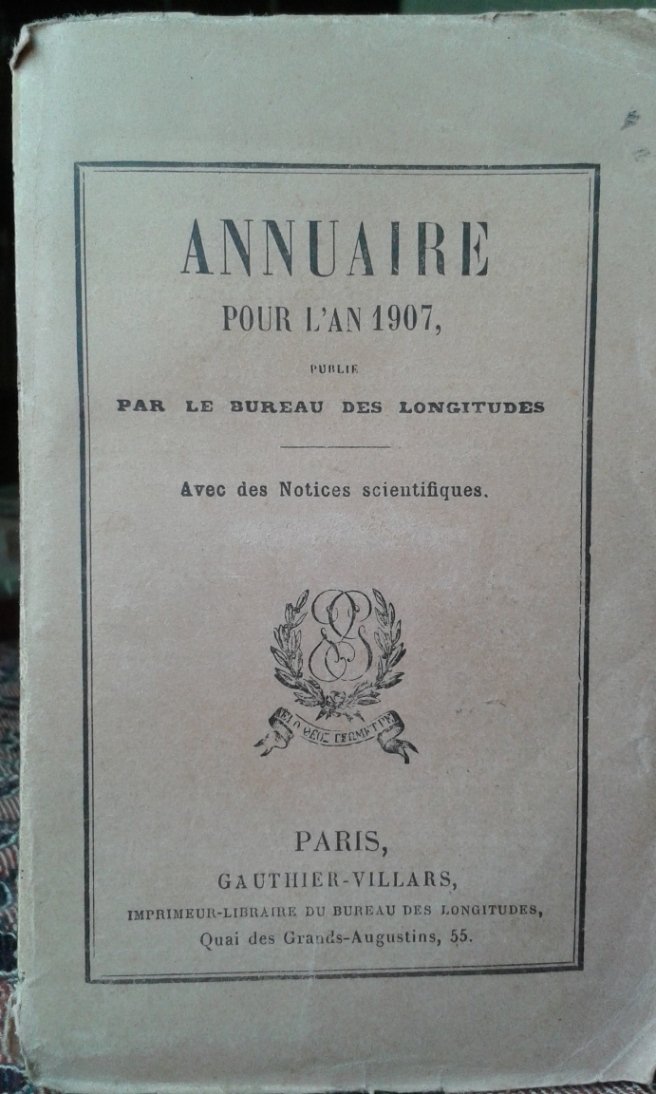 ANNUAIRE
POUR L'AN 1907,
PUBLIÉ
PAR LE BUREAU DES LONGITUDES
Avec des Notices scientifiques.
PARIS,
GAUTHIER-VILLARS,
IMPRIMEUR-LIBRAIRE DU BUREAU DES LONGITUDES,
Quai des Grands-Augustins, 55.